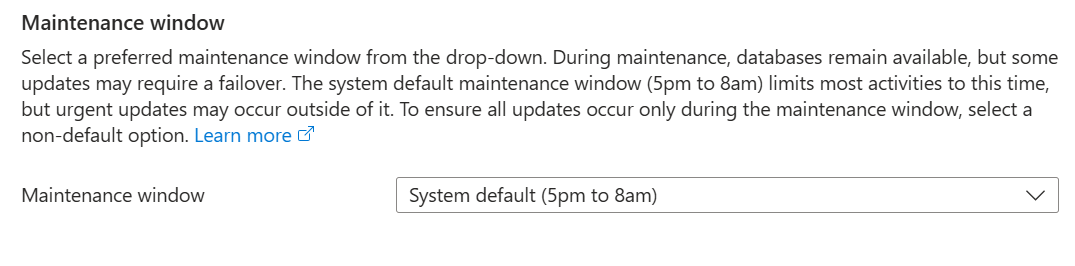 Maintenance window
Select a preferred maintenance window from the drop-down. During maintenance, databases remain available, but some
updates may require a failover. The system default maintenance window (5pm to 8am) limits most activities to this time,
but urgent updates may occur outside of it. To ensure all updates occur only during the maintenance window, select a
non-default option. Learn more
Maintenance window
System default (5pm to 8am)